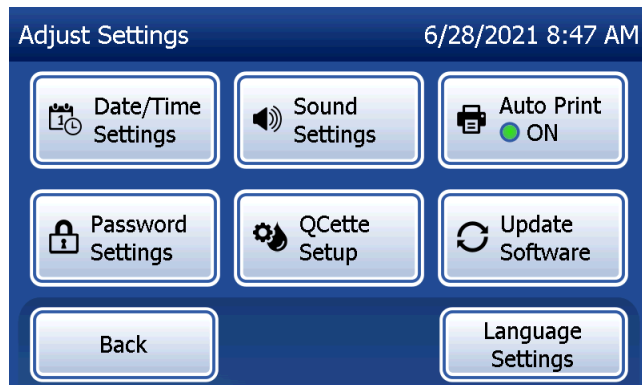 Adjust Settings 6/28/2021 8:47 AM
Date/Time
Settings
Sound
Settings
Auto Print
ON
Password
Settings
QCette
Setup
Update
Software
Back
Language
Settings